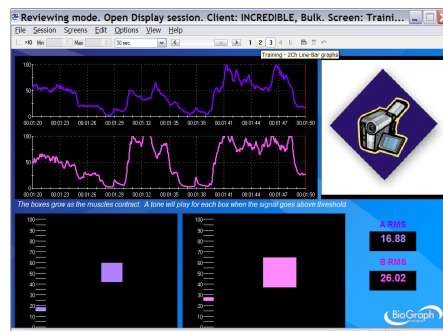 Reviewing mode. Open Display session. Client: INCREDIBLE, Bulk. Screen: Traini...
File Session Screens Edit Options View Help
L +10 Min Max 30 sec. 1 2 3 4 5
Training - 2Ch Line-Bar graphs
100
50
0
00:01:20 00:01:23 00:01:27 00:01:29 00:01:31 00:01:35 00:01:38 00:01:41 00:01:44 00:01:47 00:01:50
100
50
0
00:01:20 00:01:23 00:01:26 00:01:29 00:01:32 00:01:35 00:01:38 00:01:41 00:01:44 00:01:47 00:01:50
The boxes grow as the muscles contract. A tone will play for each box when the signal goes above threshold.
100 100
90 90
80 80
70 70
60 60
50 50
40 40
30 30
20 20
10 10
0 0
A RMS
16.88
B RMS
26.02
BioGraph